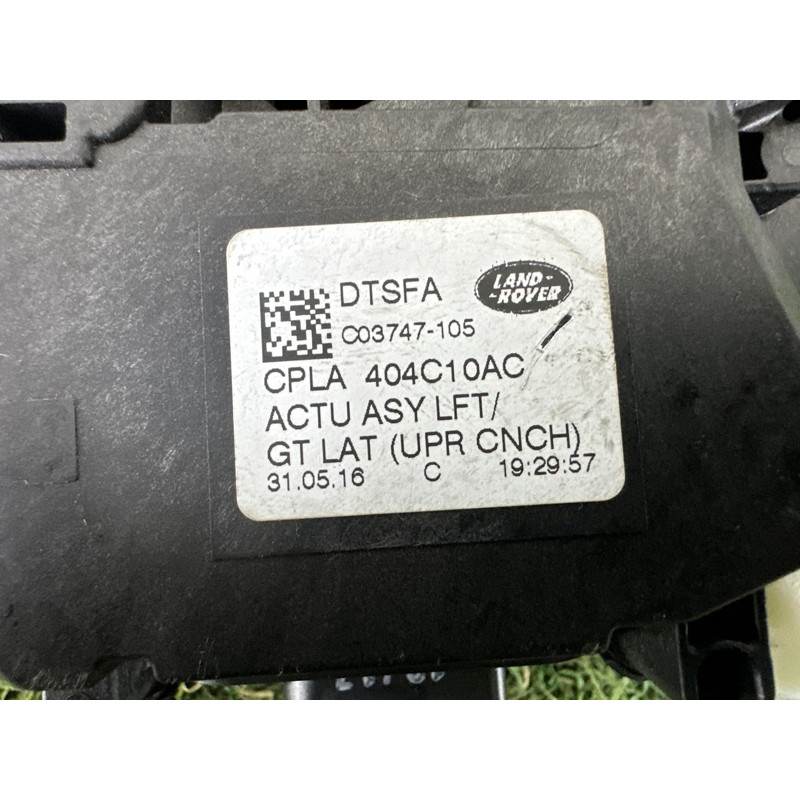 DTSFA
LAND-
ROVER
C03747-105
CPLA 404C10AC
ACTU ASY LFT/
GT LAT (UPR CNCH)
31.05.16 C 19:29:57